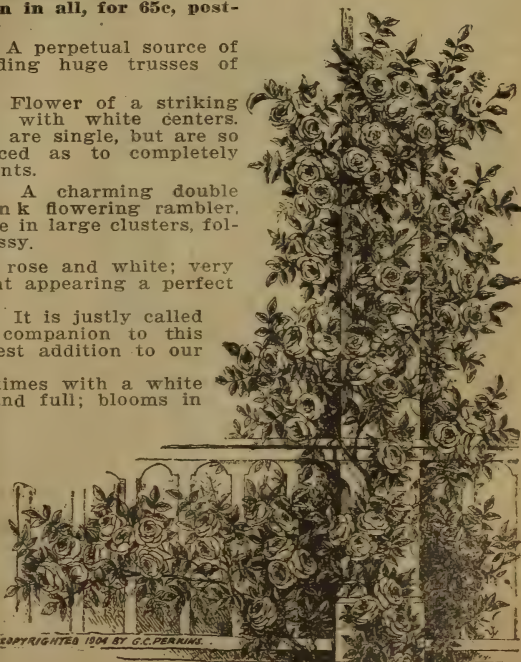 n in all, for 65c, post-
A perpetual source of
ding huge trusses of
Flower of a striking
with white centers.
are single, but are so
ced as to completely
nts.
A charming double
nk flowering rambler,
e in large clusters, fol-
ssy.
rose and white; very
nt appearing a perfect
It is justly called
companion to this
est addition to our
imes with a white
nd full; blooms in
COPYRIGHTED 1904 BY G.C.PERKINS.